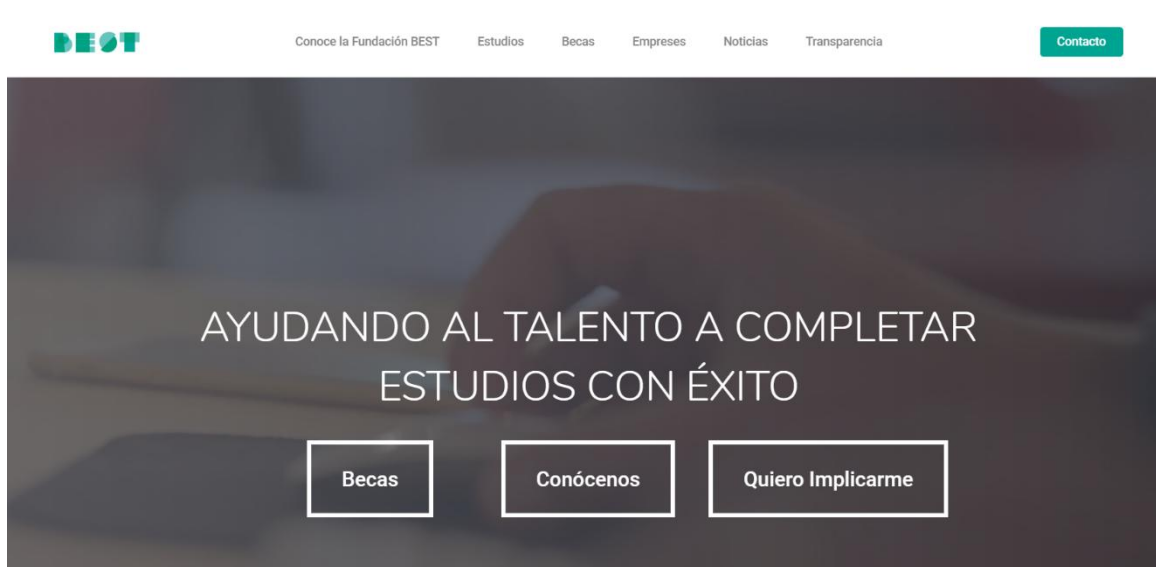 BEST
Conoce la Fundación BEST Estudios Becas Empreses Noticias Transparencia Contacto
AYUDANDO AL TALENTO A COMPLETAR
ESTUDIOS CON ÉXITO
Becas Conócenos Quiero Implicarme